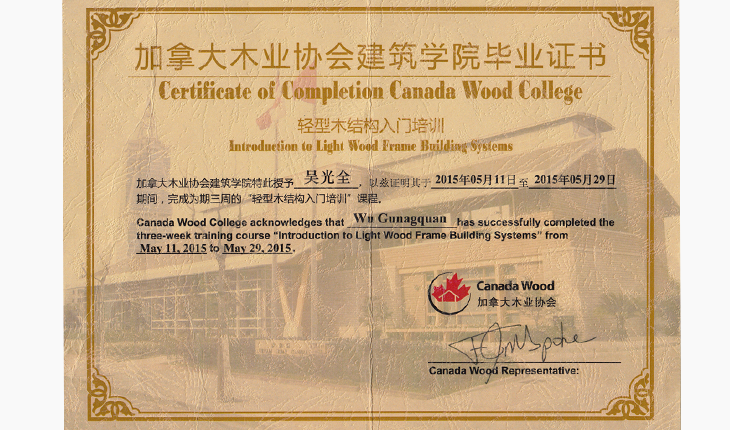 加拿大木业协会建筑学院毕业证书
Certificate of Completion Canada Wood College
轻型木结构入门培训
Introduction to Light Wood Frame Building Systems
加拿大木业协会建筑学院特此授予 吴光全 ，以兹证明其于 2015年05月11日 至 2015年05月29日
期间，完成为期三周的“轻型木结构入门培训”课程。
Canada Wood College acknowledges that Wu Gunagquan has successfully completed the
three-week training course “Introduction to Light Wood Frame Building Systems” from
May 11, 2015 to May 29, 2015.
Canada Wood
加拿大木业协会
Canada Wood Representative: